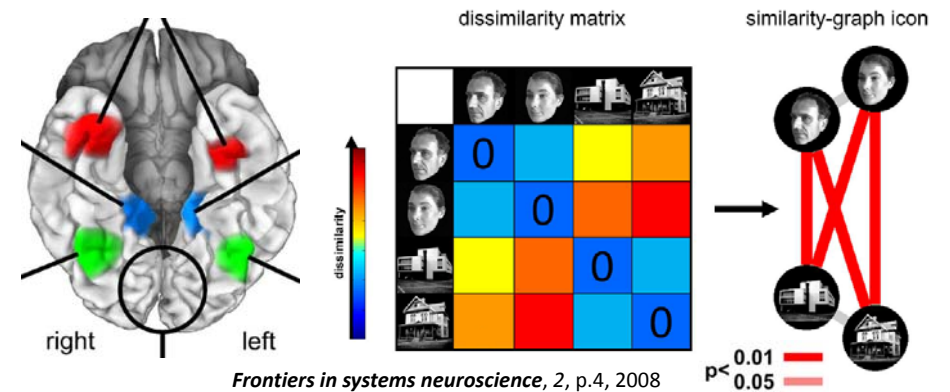 dissimilarity matrix
similarity-graph icon
dissimilarity
0
0
0
0
right
left
p<
0.01
0.05
Frontiers in systems neuroscience, 2, p.4, 2008